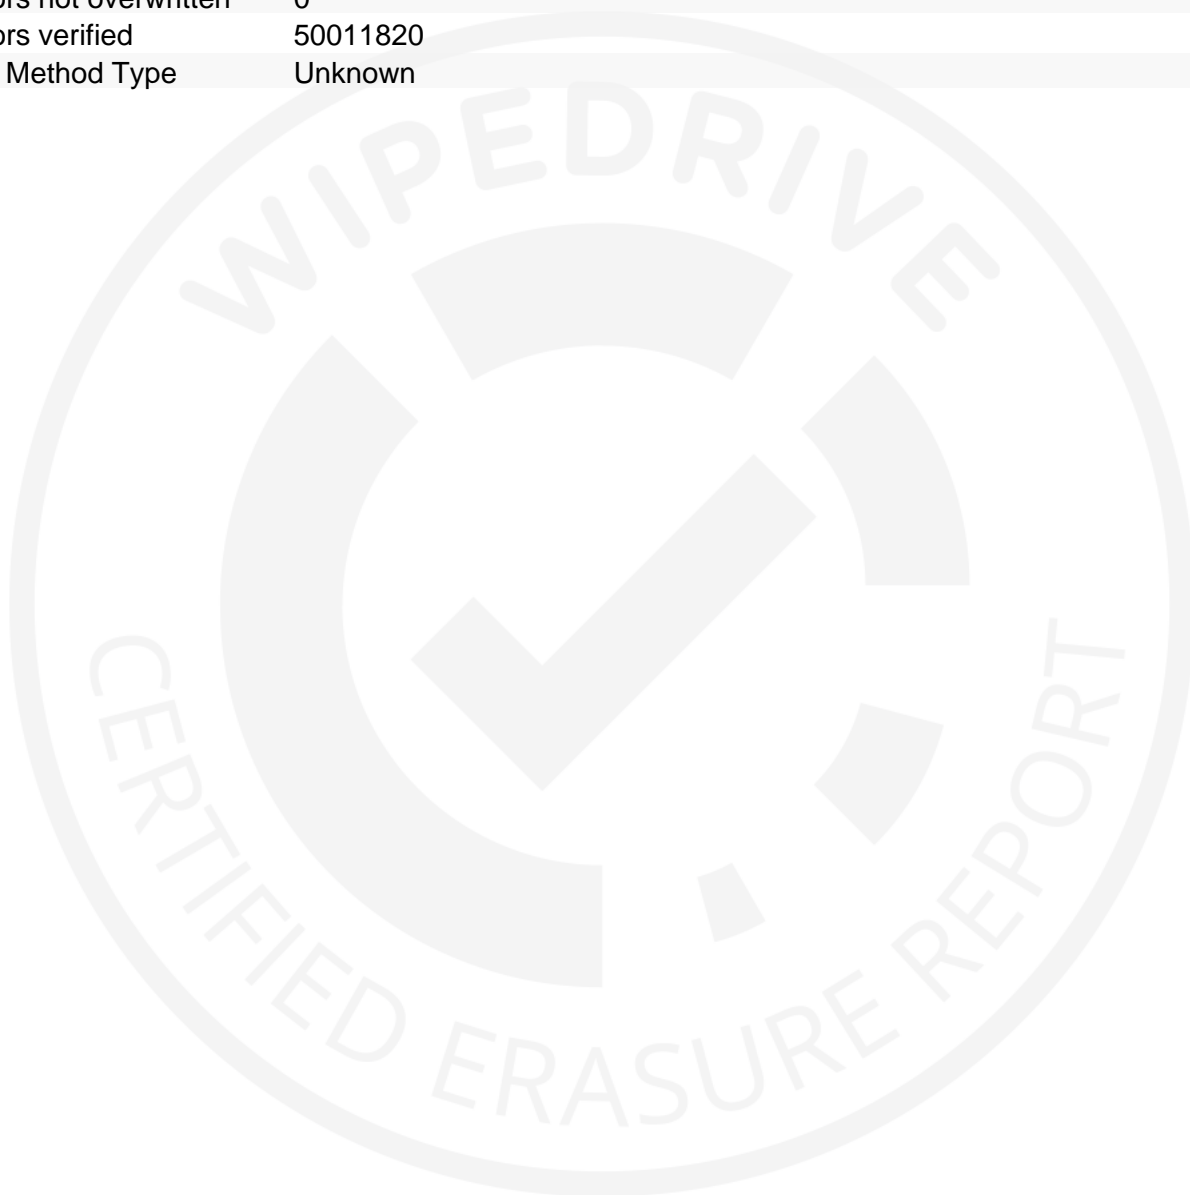 ors not overwritten 0
ors verified 50011820
Method Type Unknown
WIPEDRIVE
CERTIFIED ERASURE REPORT